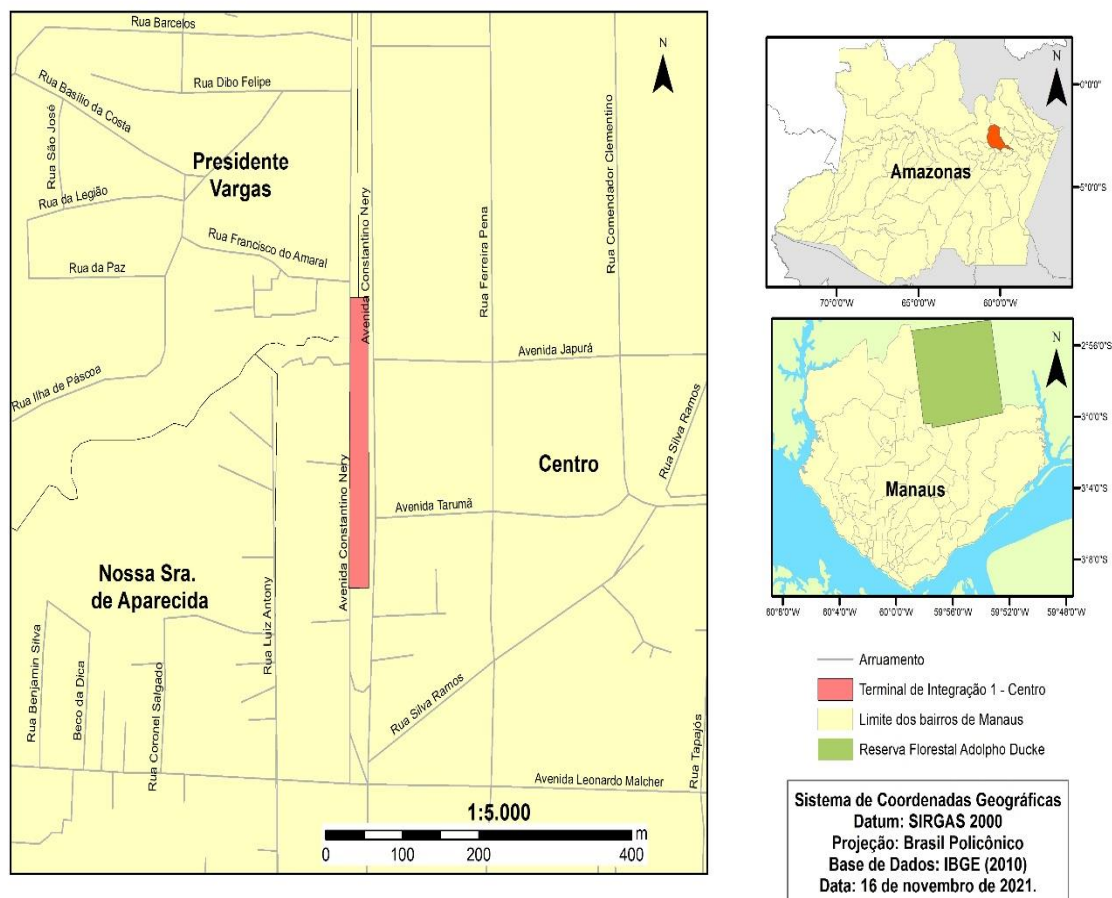 Rua Barcelos
N
Rua Dibo Felipe
Rua Basílio da Costa
Rua São José
Presidente
Vargas
Rua da Legião
Rua Francisco do Amaral
Rua da Paz
Avenida Constantino Nery
Rua Ferreira Pena
Rua Comendador Clementino
Avenida Japurá
Rua Ilha de Páscoa
Rua Silva Ramos
Centro
Avenida Constantino Nery
Avenida Tarumã
Nossa Sra.
de Aparecida
Rua Luiz Antony
Rua Benjamin Silva
Beco da Dica
Rua Coronel Salgado
Rua Silva Ramos
Rua Tapajós
Avenida Leonardo Malcher
1:5.000
m
0 100 200 400
N
0°0'0"
Amazonas
5°0'0"S
70°0'0"W 65°0'0"W 60°0'0"W
N
2°56'0"S
3°0'0"S
Manaus
3°4'0"S
3°8'0"S
60°8'0"W 60°4'0"W 60°0'0"W 59°56'0"W 59°52'0"W 59°48'0"W
Arruamento
Terminal de Integração 1 - Centro
Limite dos bairros de Manaus
Reserva Florestal Adolpho Ducke
Sistema de Coordenadas Geográficas
Datum: SIRGAS 2000
Projeção: Brasil Policônico
Base de Dados: IBGE (2010)
Data: 16 de novembro de 2021.